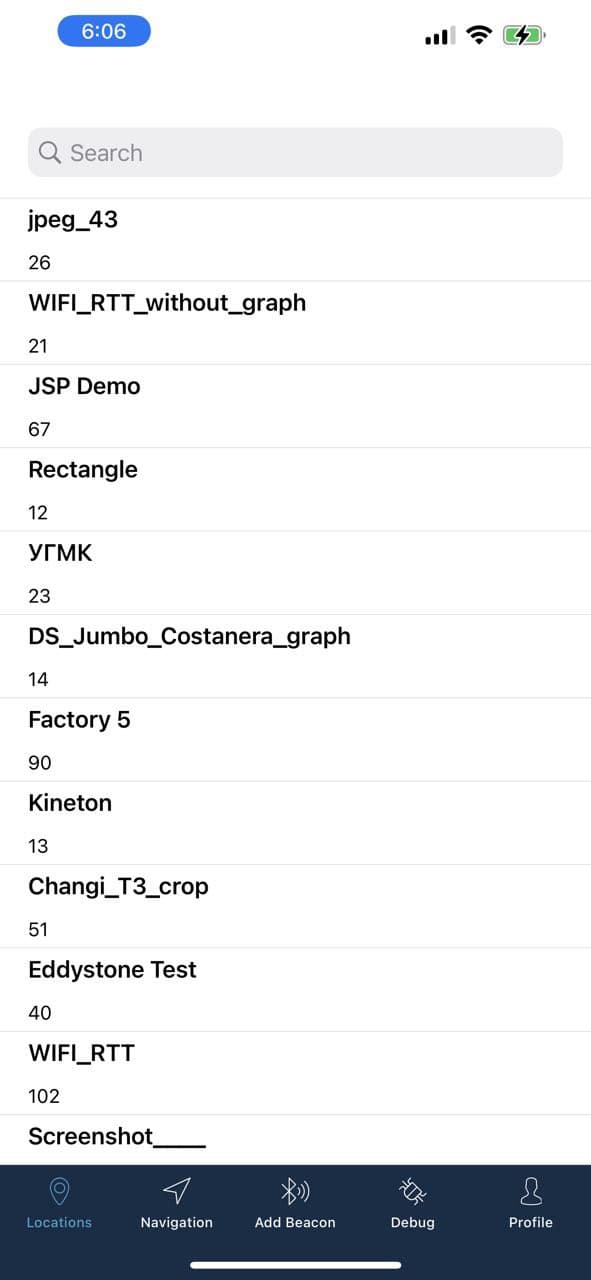 6:06
Search
jpeg_43
26
WIFI_RTT_without_graph
21
JSP Demo
67
Rectangle
12
УГМК
23
DS_Jumbo_Costanera_graph
14
Factory 5
90
Kineton
13
Changi_T3_crop
51
Eddystone Test
40
WIFI_RTT
102
Screenshot_____
Locations Navigation Add Beacon Debug Profile